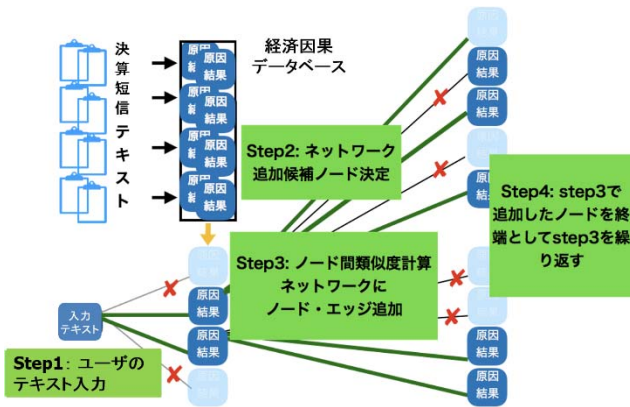 決算短信テキスト
経済因果
データベース
原因
結果
原因
結果
原因
結果
原因
結果
原因
結果
原因
結果
原因
結果
原因
結果
Step2: ネットワーク
追加候補ノード決定
Step4: step3で
追加したノードを終
端としてstep3を繰
り返す
Step3: ノード間類似度計算
ネットワークに
ノード・エッジ追加
入力
テキスト
原因
結果
原因
結果
原因
結果
原因
結果
Step1: ユーザの
テキスト入力